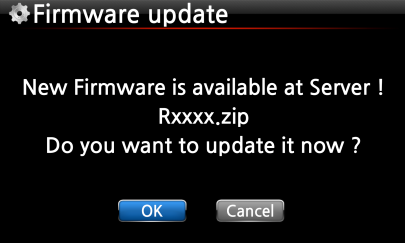 Firmware update
New Firmware is available at Server !
Rxxxx.zip
Do you want to update it now ?
OK
Cancel